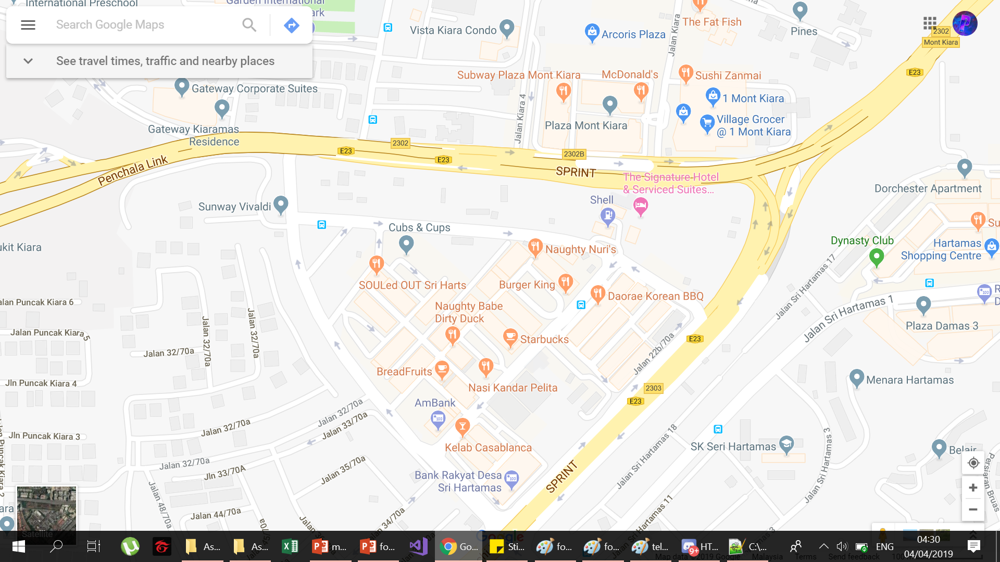 International Preschool
Garden International
ark
Search Google Maps
See travel times, traffic and nearby places
Vista Kiara Condo
Arcoris Plaza
Jalan Kiara
The Fat Fish
Pines
2302
Mont Kiara
E23
Gateway Corporate Suites
Subway Plaza Mont Kiara
McDonald's
Sushi Zanmai
1 Mont Kiara
Village Grocer
@ 1 Mont Kiara
Jalan Kiara 4
Plaza Mont Kiara
Gateway Kiaramas
Residence
2302
E23
E23
2302B
Penchala Link
SPRINT
The Signature Hotel
& Serviced Suites...
Dorchester Apartment
Shell
Sunway Vivaldi
Cubs & Cups
Su
Dynasty Club
Hartamas
Shopping Centre
ukit Kiara
Naughty Nuri's
Jalan Sri Hartamas 17
SOULed OUT Sri Harts
Burger King
Daorae Korean BBQ
R
D
alan Puncak Kiara 6
Naughty Babe
Dirty Duck
Jalan Sri Hartamas 1
Jalan 32/70a
Jalan 32/70a
Jalan Puncak Kiara 5
Starbucks
E23
Plaza Damas 3
Jalan 32/70a
Jalan 22b/70a
BreadFruits
Nasi Kandar Pelita
2303
Menara Hartamas
Jln Puncak Kiara 4
E23
AmBank
Jalan 32/70a
Jalan 33/70a
Jalan 32/70a
Jln Puncak Kiara 3
Kelab Casablanca
Jalan Sri Hartamas 18
SK Seri Hartamas
Jalan Sri Hartamas 3
Belair
Jalan 32/70a
Jln 33/70A
Jalan 35/70a
Jalan Puncak Kiara 2
Bank Rakyat Desa
Sri Hartamas
SPRINT
Persiaran Bruas
Jalan 48/70a
Jalan 44/70a
Jalan 34/70a
Jalan Sri Hartamas 11
ara
Satellite
Google
As...
As...
m...
fo...
Go...
Sti...
fo...
fo...
tel...
9+
HT...
C:\...
ENG
04:30
04/04/2019
Map data ©2019 Google
Malaysia
Terms
Send feedback